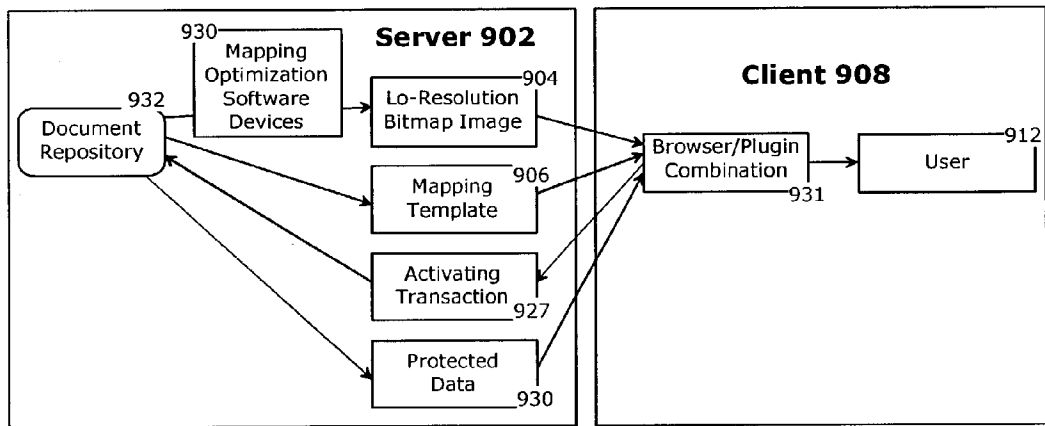 Server 902
Client 908
930
Mapping
Optimization
Software
Devices
932
Document
Repository
904
Lo-Resolution
Bitmap Image
906
Mapping
Template
Activating
Transaction
927
Protected
Data
930
Browser/Plugin
Combination
931
912
User